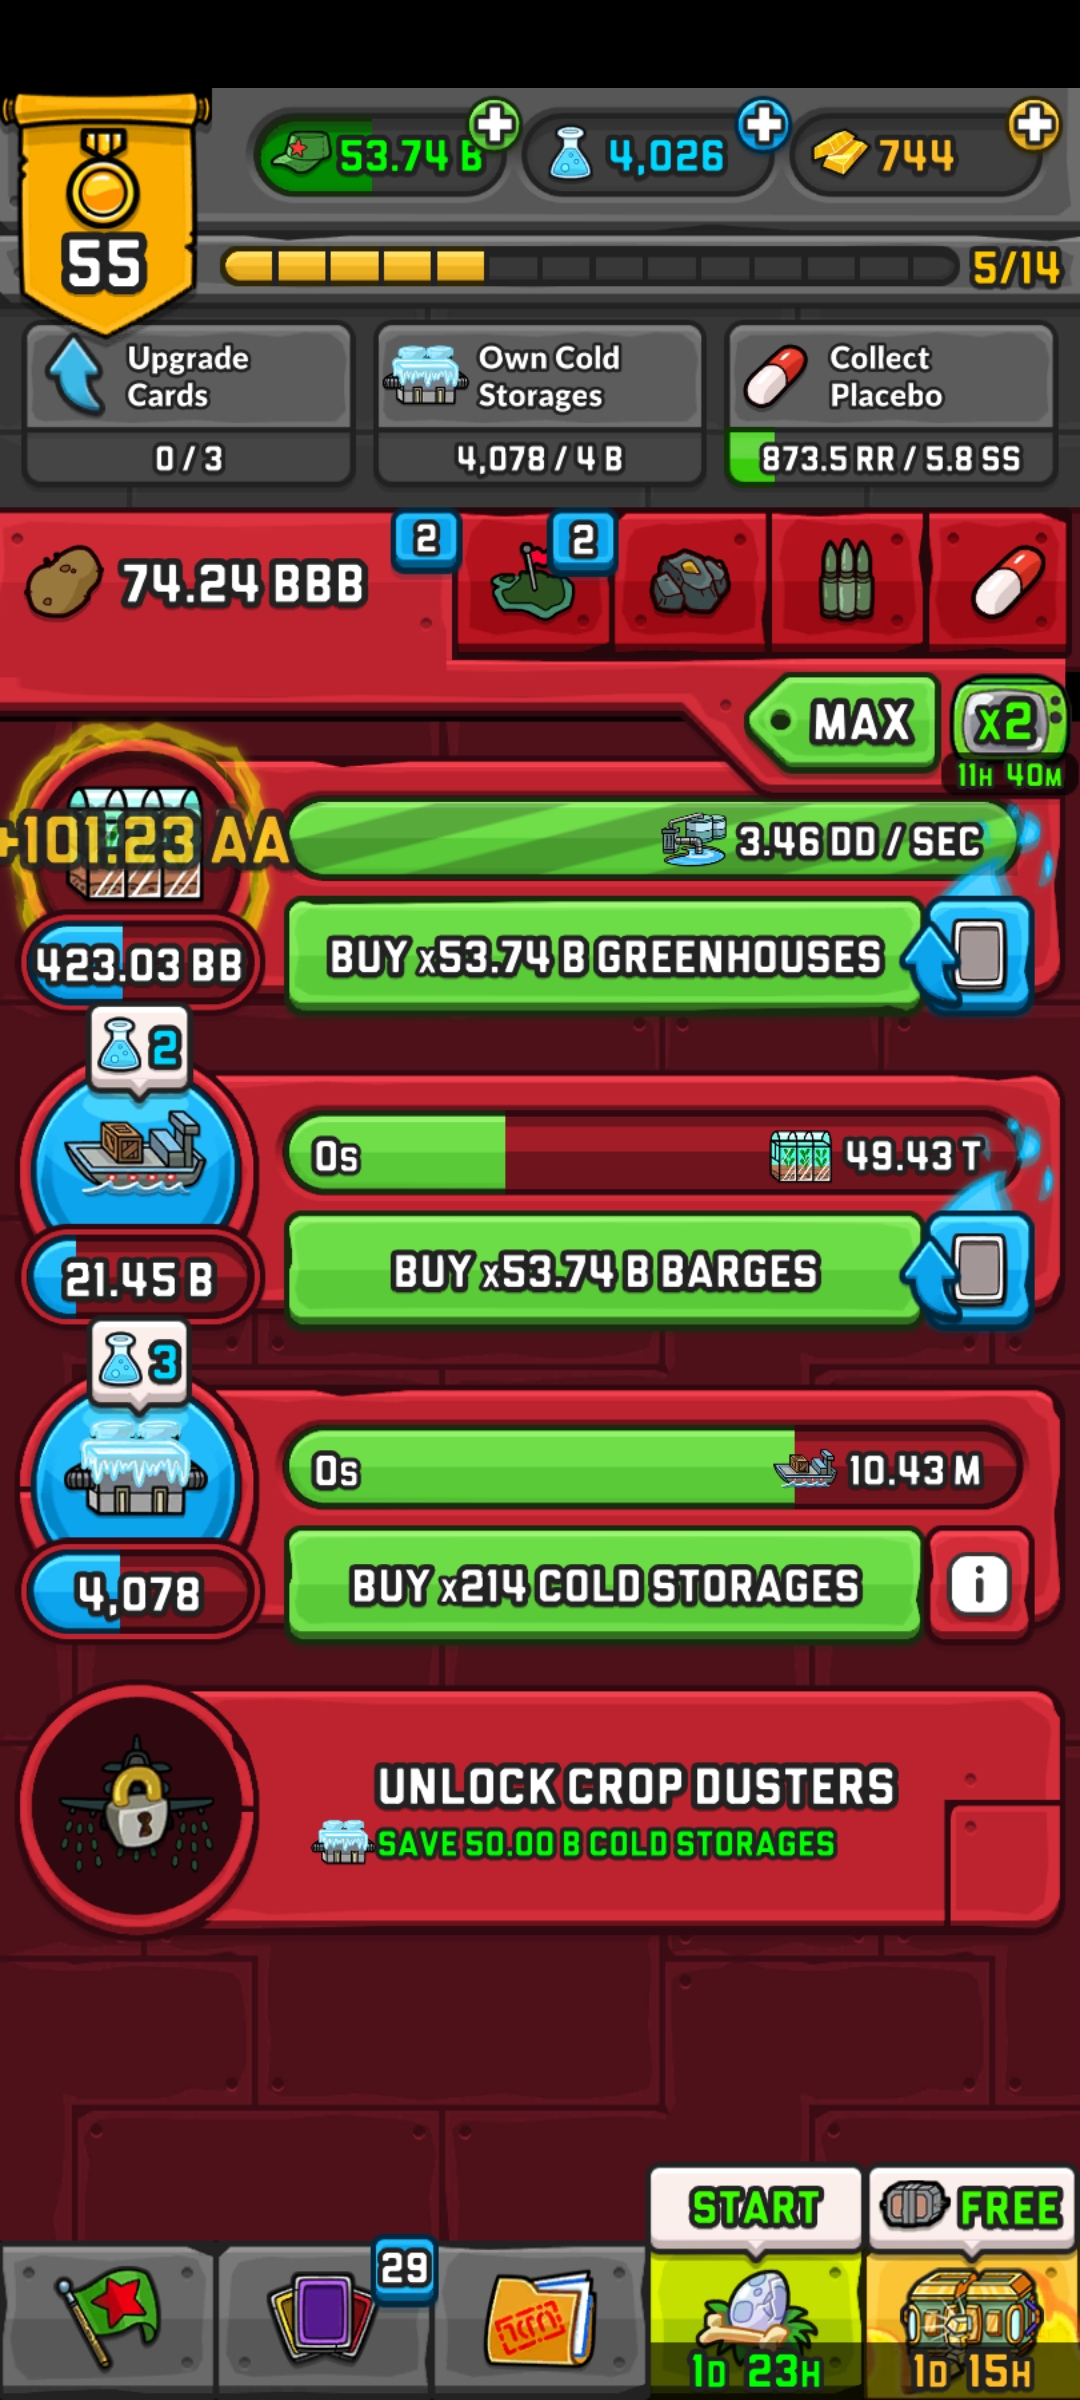 53.74 B
4,026
744
55
5/14
Upgrade
Cards
Own Cold
Storages
Collect
Placebo
0 / 3
4,078 / 4 B
873.5 RR / 5.8 SS
2
2
74.24 BBB
MAX
x2
11H 40M
+101.23 AA
3.46 DD / SEC
423.03 BB
BUY x53.74 B GREENHOUSES
2
0s
49.43 T
21.45 B
BUY x53.74 B BARGES
3
0s
10.43 M
4,078
BUY x214 COLD STORAGES
i
UNLOCK CROP DUSTERS
SAVE 50.00 B COLD STORAGES
START
FREE
29
1D 23H
1D 15H